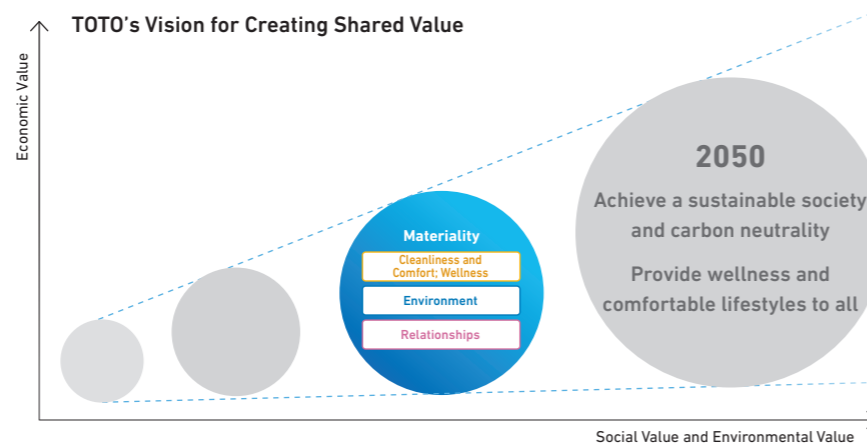 TOTO’s Vision for Creating Shared Value
Economic Value
Materiality
Cleanliness and
Comfort; Wellness
Environment
Relationships
2050
Achieve a sustainable society
and carbon neutrality
Provide wellness and
comfortable lifestyles to all
Social Value and Environmental Value